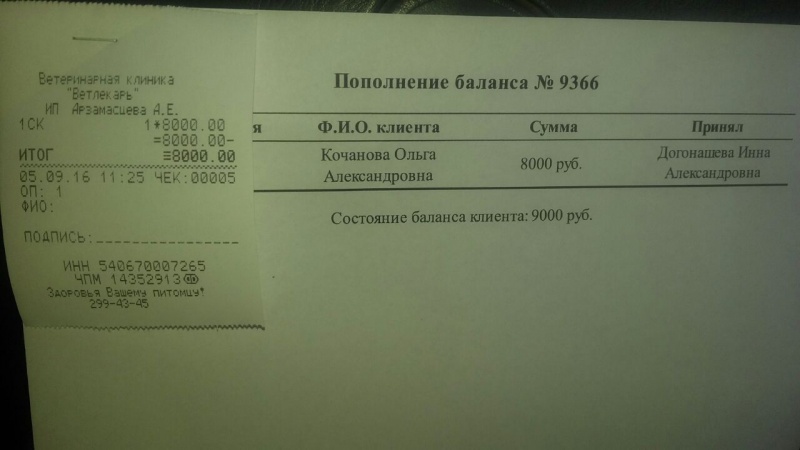 Ветеринарная клиника
"Ветлекарь"
ИП Арзамасцева А.Е.
1СК 1*8000.00
=8000.00-
ИТОГ ≡8000.00
05.09.16 11:25 ЧЕК:00005
ОП: 1
ФИО:
ПОДПИСЬ:________________
ИНН 540670007265
ЧПМ 14352913
Здоровья Вашему питомцу!
299-43-45
Пополнение баланса № 9366
я Ф.И.О. клиента Сумма Принял
Кочанова Ольга 8000 руб. Догонашева Инна
Александровна Александровна
Состояние баланса клиента: 9000 руб.